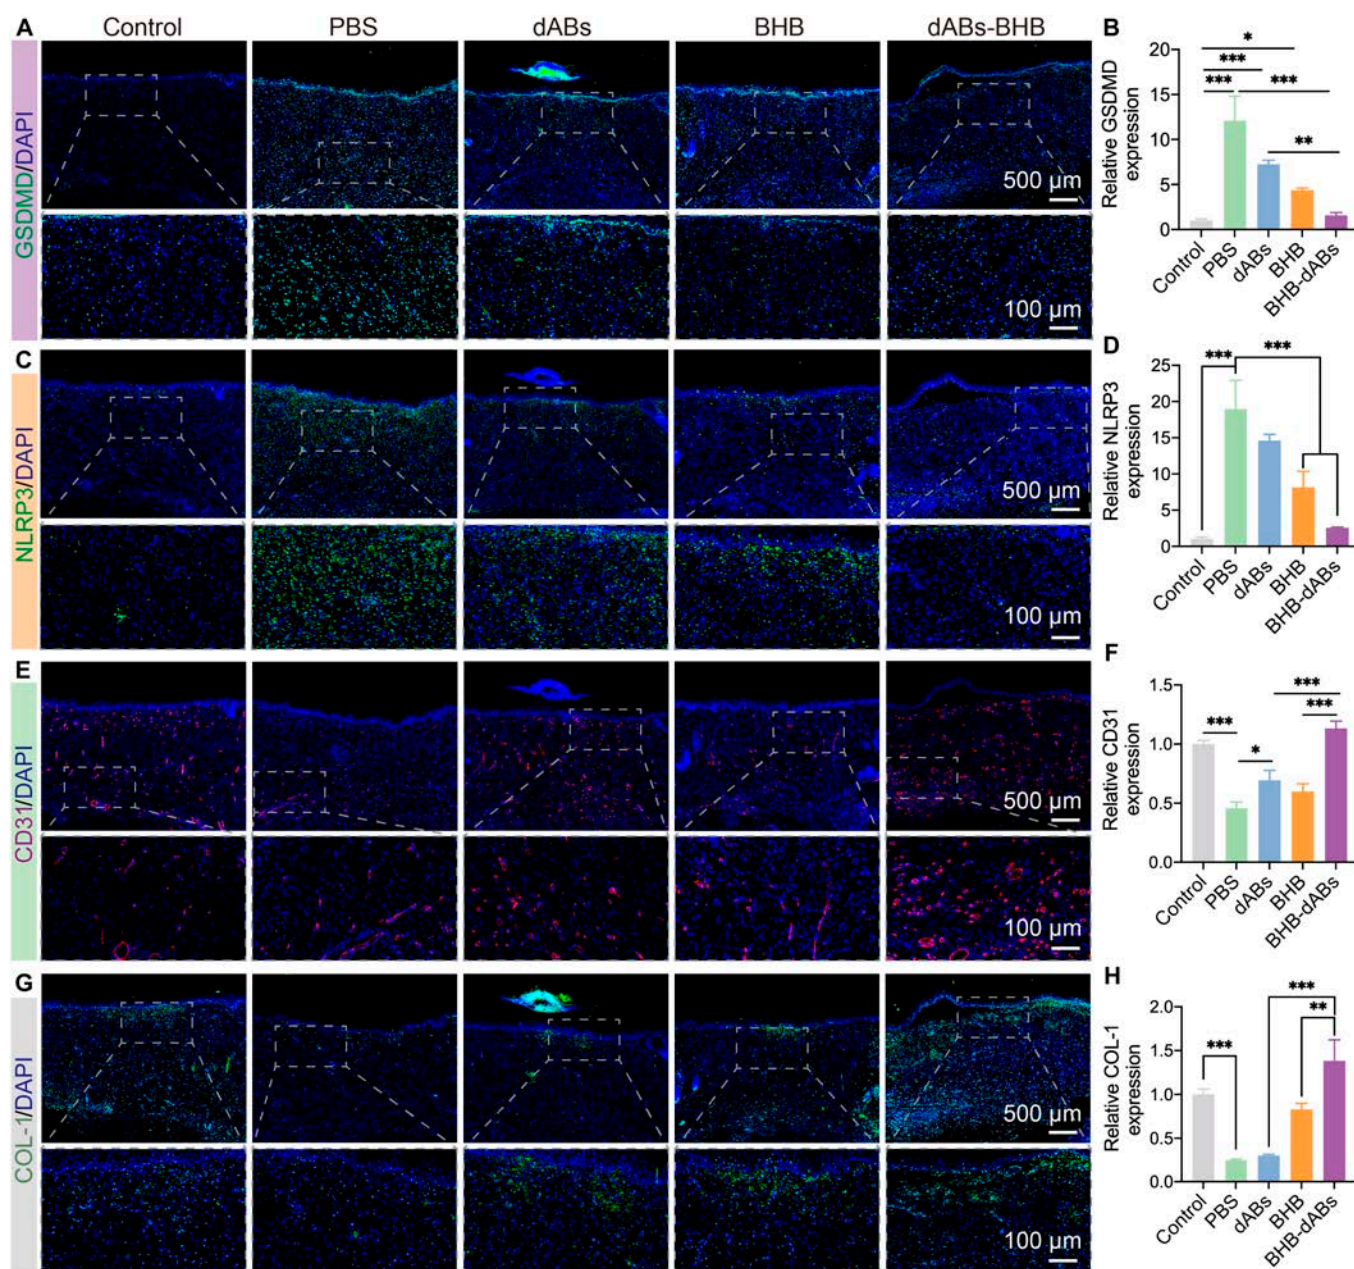 A
Control
PBS
dABs
BHB
dABs-BHB
GSDMD/DAPI
500 μm
100 μm
B
Relative GSDMD
expression
20
15
10
5
0
*
***
*** ***
**
Control
PBS
dABs
BHB
BHB-dABs
C
NLRP3/DAPI
500 μm
100 μm
D
Relative NLRP3
expression
25
20
15
10
5
0
*** ***
Control
PBS
dABs
BHB
BHB-dABs
E
CD31/DAPI
500 μm
100 μm
F
Relative CD31
expression
1.5
1.0
0.5
0.0
***
*** ***
*
Control
PBS
dABs
BHB
BHB-dABs
G
COL-1/DAPI
500 μm
100 μm
H
Relative COL-1
expression
2.0
1.5
1.0
0.5
0.0
***
**
***
Control
PBS
dABs
BHB
BHB-dABs